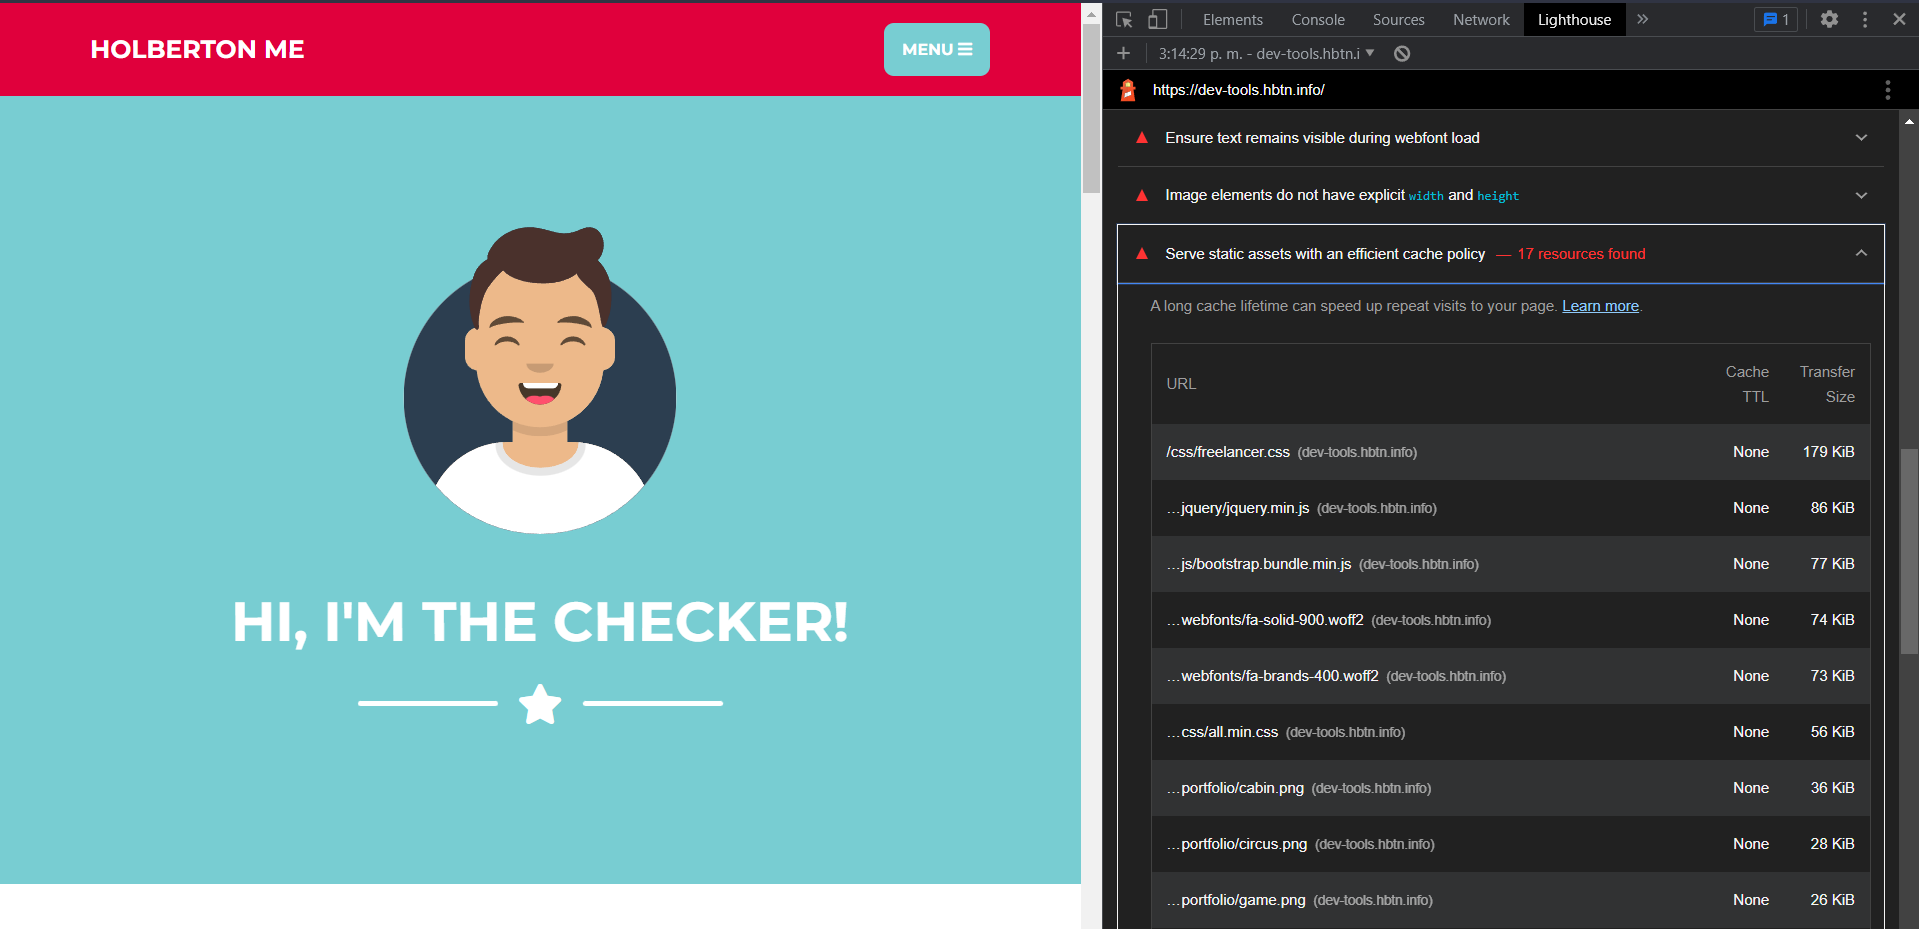 HOLBERTON ME
MENU
HI, I'M THE CHECKER!
Elements Console Sources Network Lighthouse 1
3:14:29 p. m. - dev-tools.hbtn.i
https://dev-tools.hbtn.info/
Ensure text remains visible during webfont load
Image elements do not have explicit width and height
Serve static assets with an efficient cache policy — 17 resources found
A long cache lifetime can speed up repeat visits to your page. Learn more.
URL Cache TTL Transfer Size
/css/freelancer.css (dev-tools.hbtn.info) None 179 KiB
…jquery/jquery.min.js (dev-tools.hbtn.info) None 86 KiB
…js/bootstrap.bundle.min.js (dev-tools.hbtn.info) None 77 KiB
…webfonts/fa-solid-900.woff2 (dev-tools.hbtn.info) None 74 KiB
…webfonts/fa-brands-400.woff2 (dev-tools.hbtn.info) None 73 KiB
…css/all.min.css (dev-tools.hbtn.info) None 56 KiB
…portfolio/cabin.png (dev-tools.hbtn.info) None 36 KiB
…portfolio/circus.png (dev-tools.hbtn.info) None 28 KiB
…portfolio/game.png (dev-tools.hbtn.info) None 26 KiB